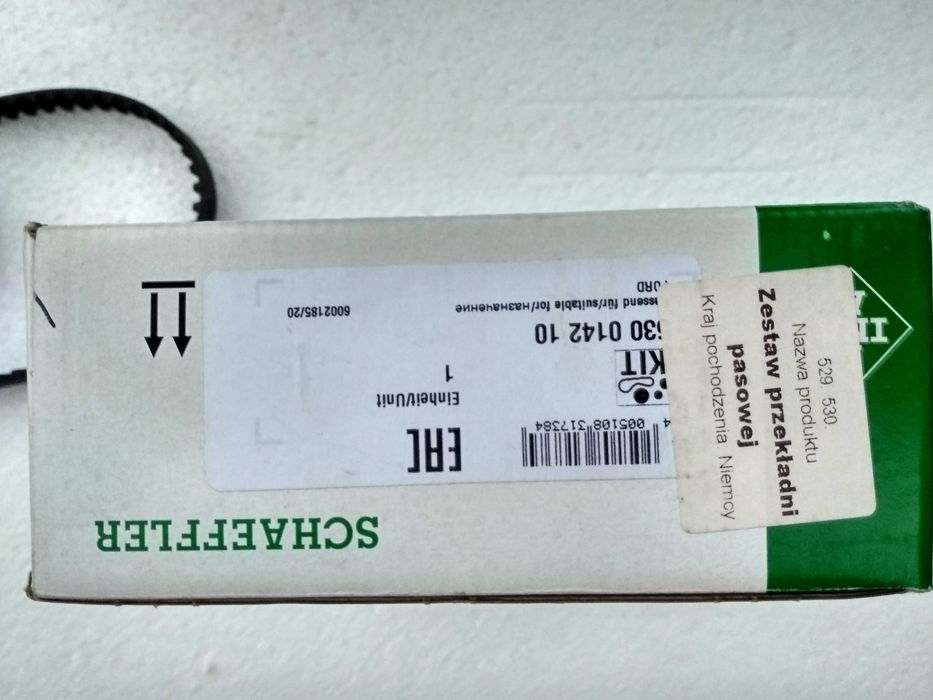 SCHAEFFLER
EAC
4 005108 317384
Einheit/Unit
1
KIT
530 0142 10
passend für/suitable for/назначение
FORD
6002185/20
529. 530.
Nazwa produktu
Zestaw przekładni
pasowej
Kraj pochodzenia Niemcy